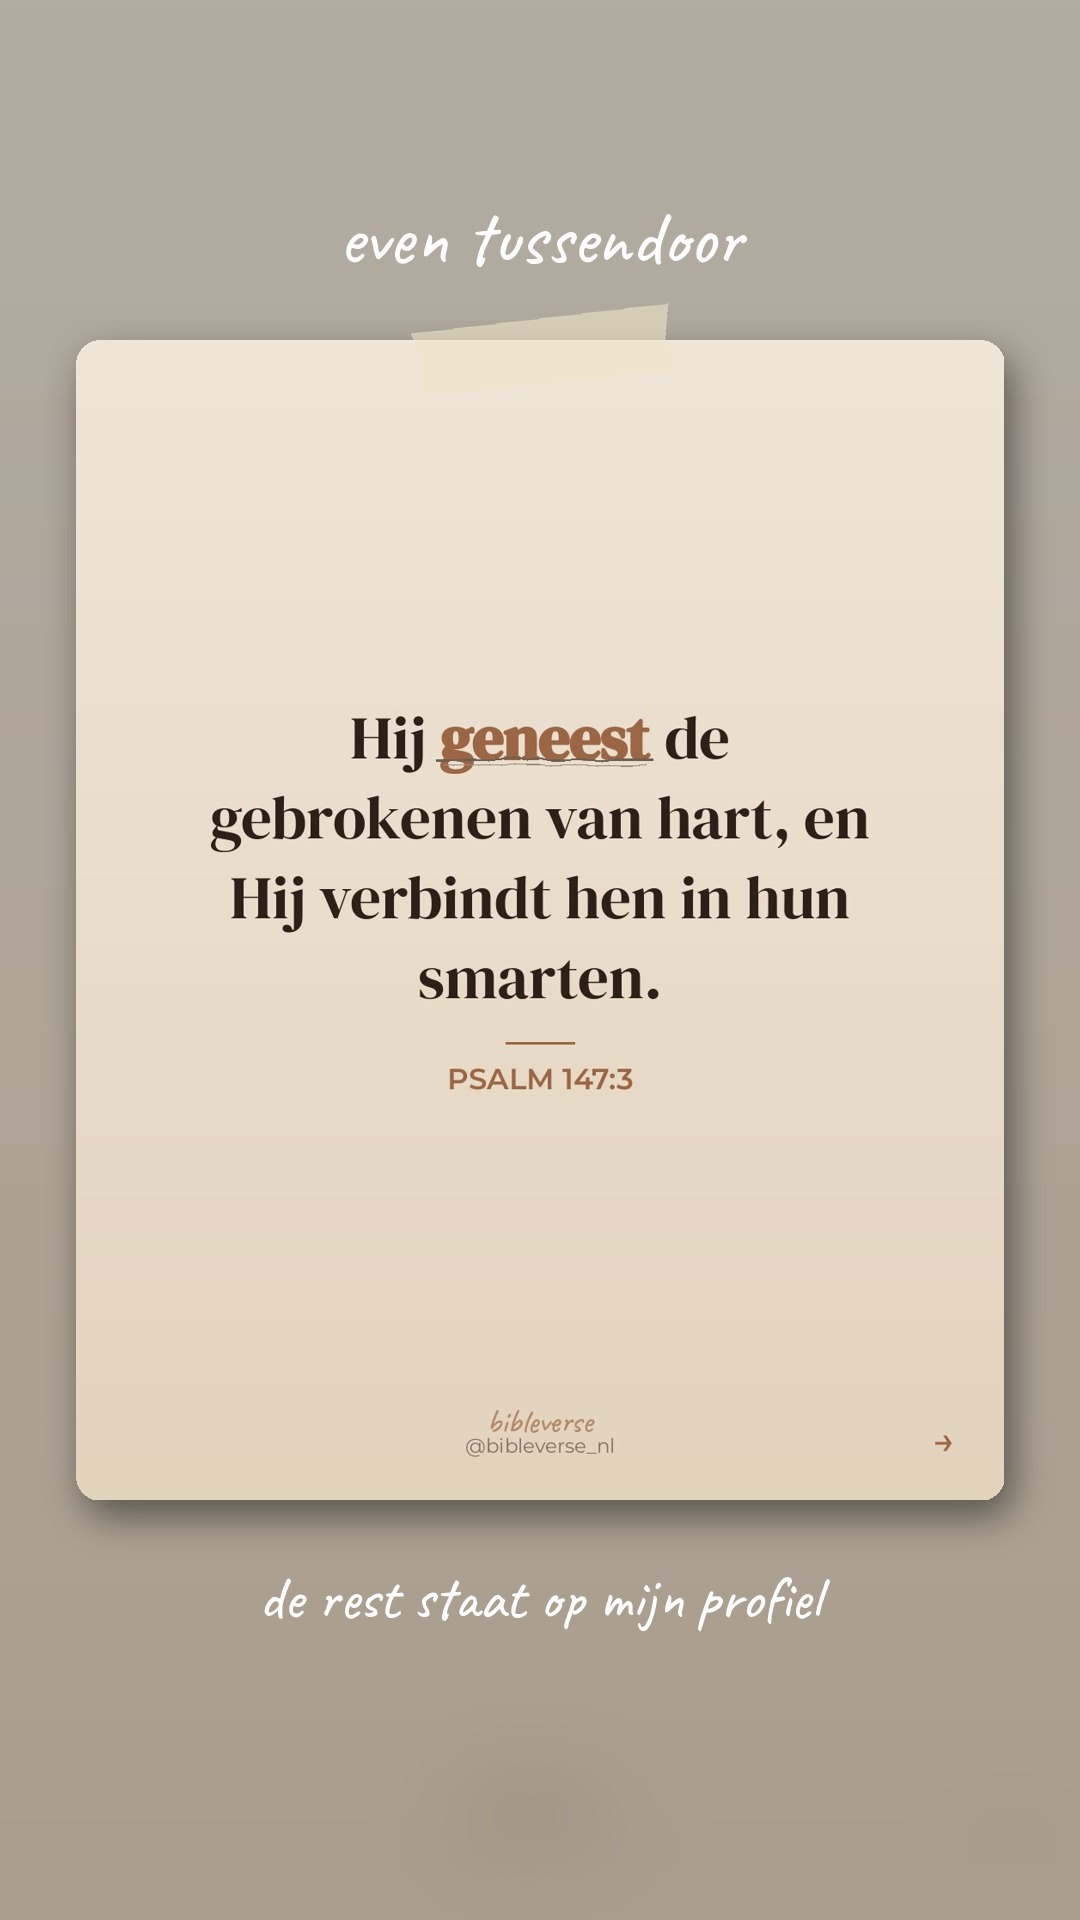 even tussendoor
Hij geneest de
gebrokenen van hart, en
Hij verbindt hen in hun
smarten.
PSALM 147:3
bibleverse
@bibleverse_nl
→
de rest staat op mijn profiel